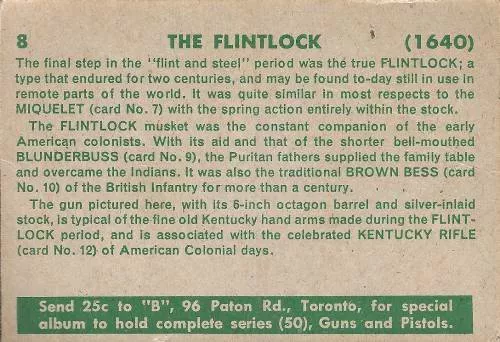 8 THE FLINTLOCK (1640)
The final step in the "flint and steel" period was the true FLINTLOCK; a
type that endured for two centuries, and may be found to-day still in use in
remote parts of the world. It was quite similar in most respects to the
MIQUELET (card No. 7) with the spring action entirely within the stock.
The FLINTLOCK musket was the constant companion of the early
American colonists. With its aid and that of the shorter bell-mouthed
BLUNDERBUSS (card No. 9), the Puritan fathers supplied the family table
and overcame the Indians. It was also the traditional BROWN BESS (card
No. 10) of the British Infantry for more than a century.
The gun pictured here, with its 6-inch octagon barrel and silver-inlaid
stock, is typical of the fine old Kentucky hand arms made during the FLINT-
LOCK period, and is associated with the celebrated KENTUCKY RIFLE
(card No. 12) of American Colonial days.
Send 25c to "B", 96 Paton Rd., Toronto, for special
album to hold complete series (50), Guns and Pistols.